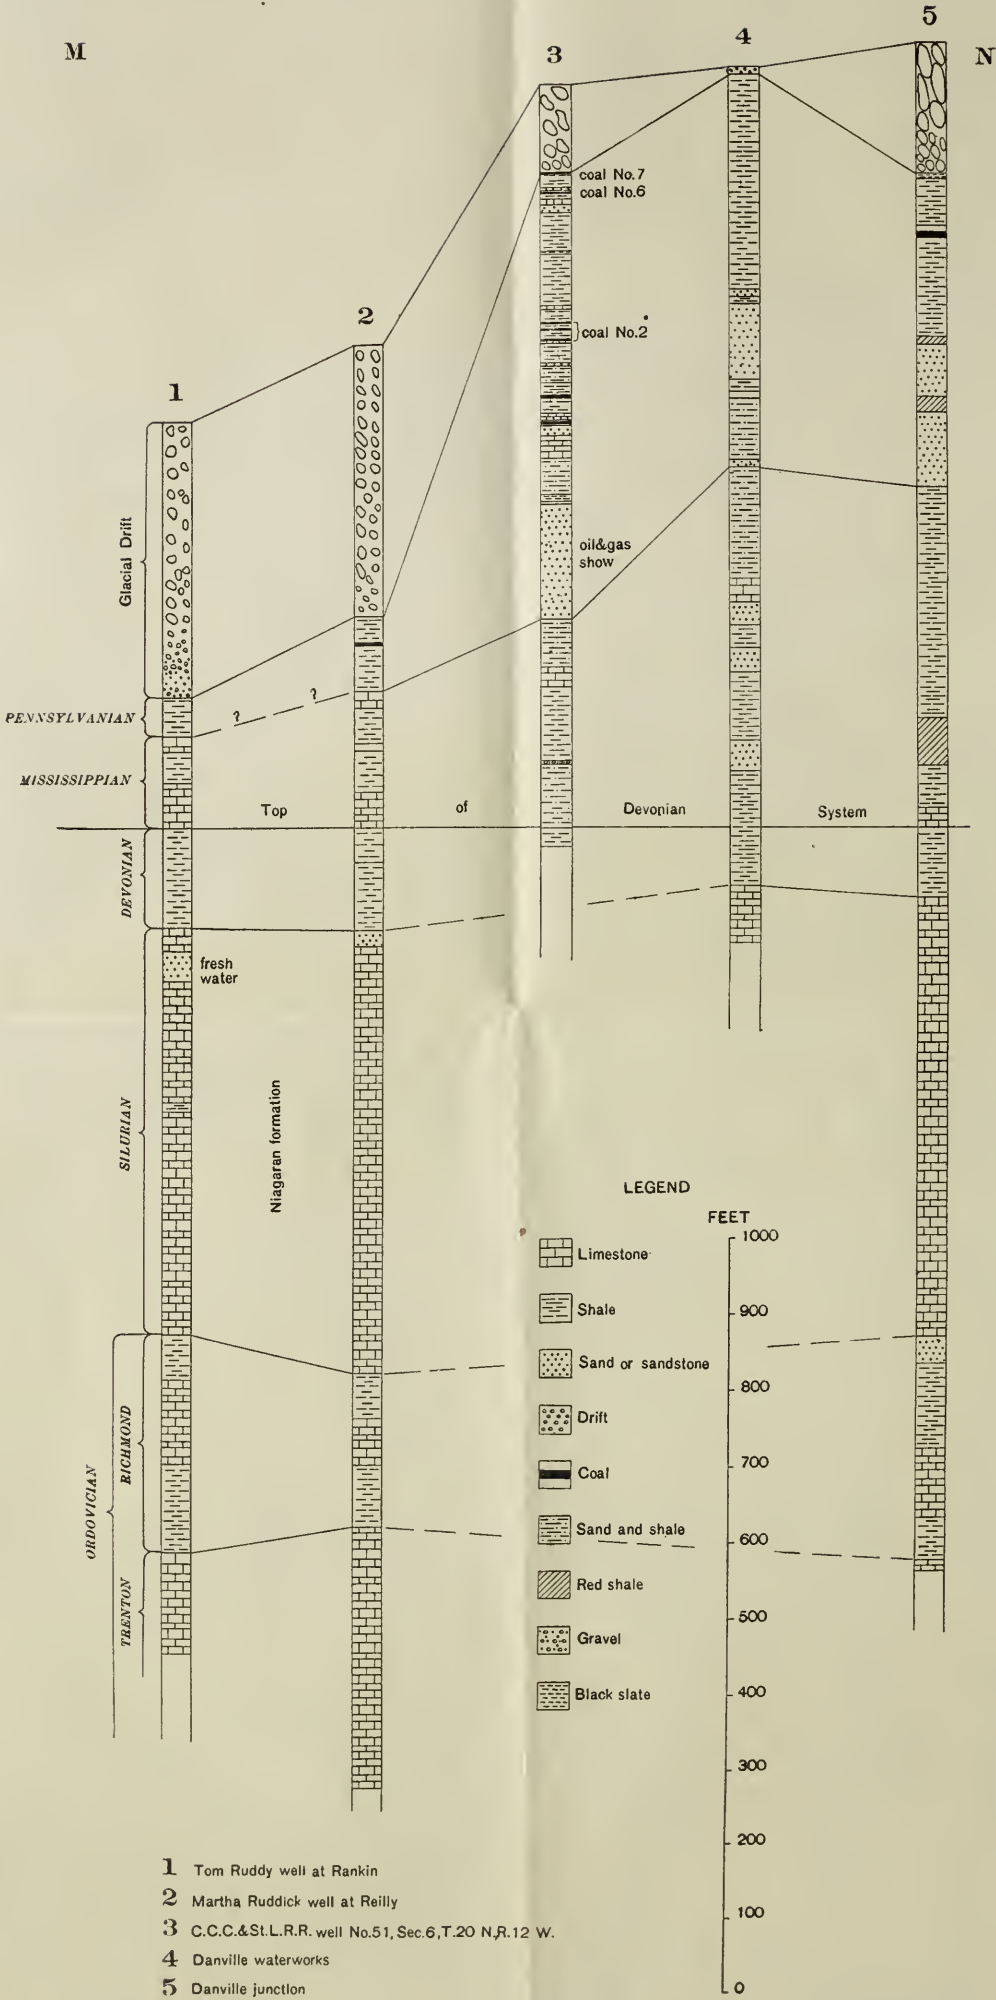 M
N
1
2
3
4
5
coal No.7
coal No.6
coal No.2
oil&gas
show
Glacial Drift
PENNSYLVANIAN
?
?
MISSISSIPPIAN
Top of Devonian System
DEVONIAN
fresh
water
SILURIAN
Niagaran formation
ORDOVICIAN
RICHMOND
TRENTON
LEGEND
Limestone
Shale
Sand or sandstone
Drift
Coal
Sand and shale
Red shale
Gravel
Black slate
FEET
1000
900
800
700
600
500
400
300
200
100
0
1 Tom Ruddy well at Rankin
2 Martha Ruddick well at Reilly
3 C.C.C.&St.L.R.R. well No.51, Sec.6,T.20 N.,R.12 W.
4 Danville waterworks
5 Danville junction